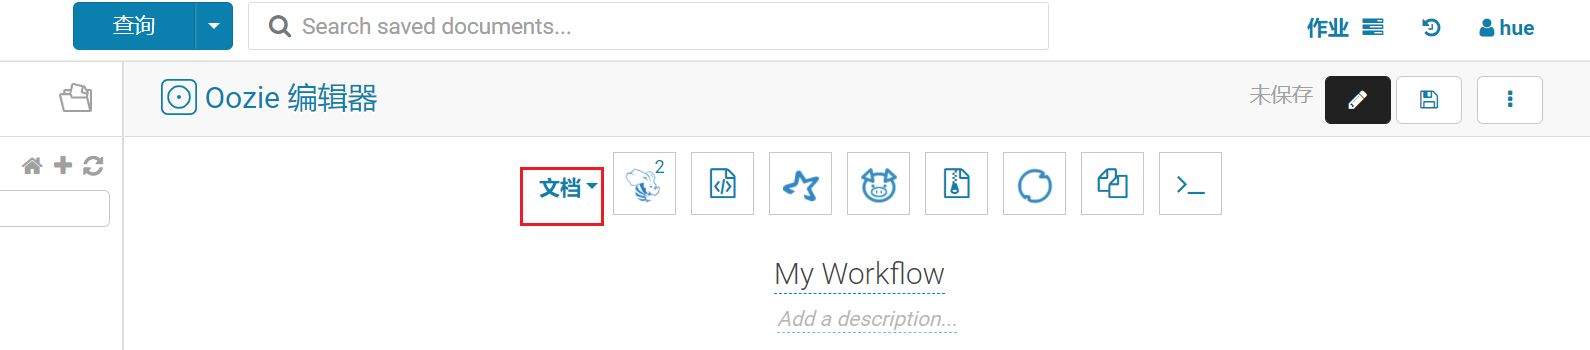 查询
Search saved documents...
作业
hue
Oozie 编辑器
未保存
文档
2
My Workflow
Add a description...